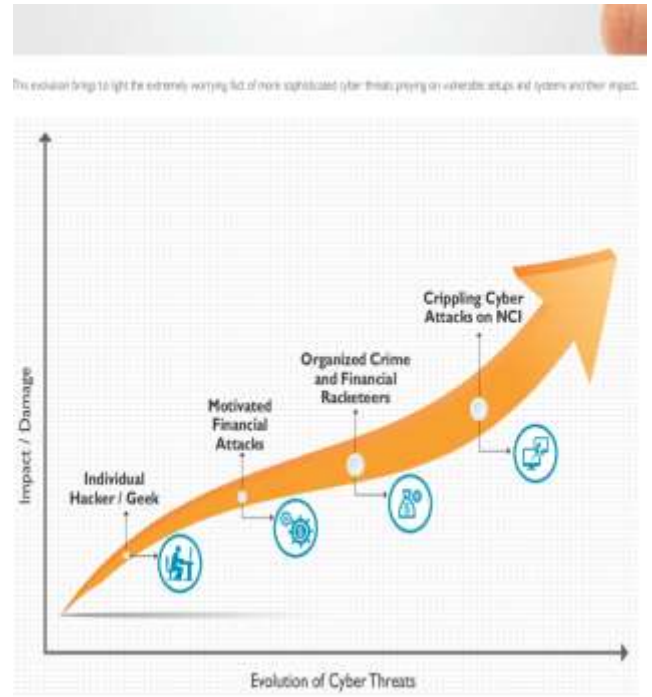 This evolution brings to light the extremely worrying fact of more sophisticated cyber threats preying on vulnerable setups and systems and their impact.
Crippling Cyber
Attacks on NCI
Organized Crime
and Financial
Racketeers
Motivated
Financial
Attacks
Individual
Hacker / Geek
Impact / Damage
Evolution of Cyber Threats